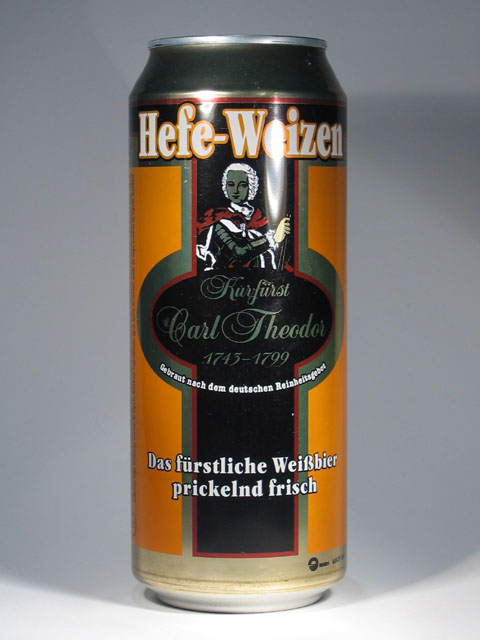 Hefe-Weizen
Kurfürst
Carl Theodor
1743-1799
Gebraut nach dem deutschen Reinheitsgebot
Das fürstliche Weißbier
prickelnd frisch